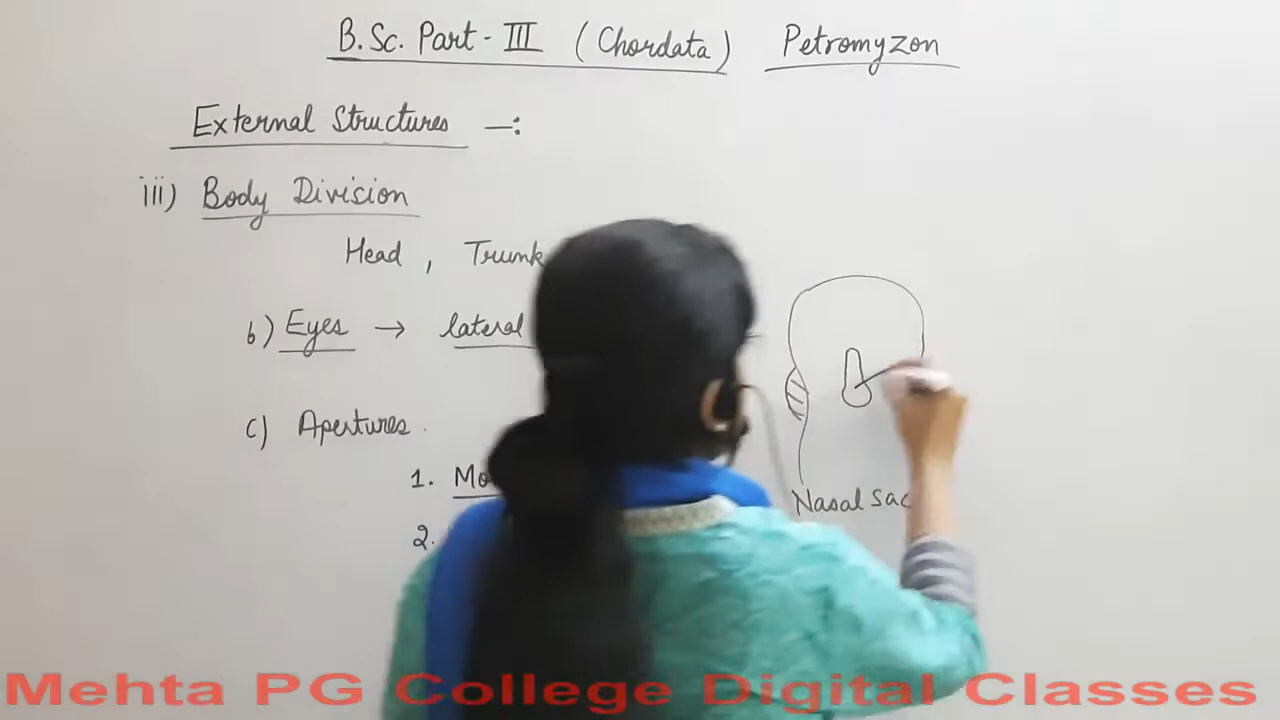 B.Sc. Part - III (Chordata) Petromyzon
External Structures —:
iii) Body Division
Head , Trunk
b) Eyes → lateral
c) Apertures.
1.
2.
Nasal Sac
Mehta PG College Digital Classes